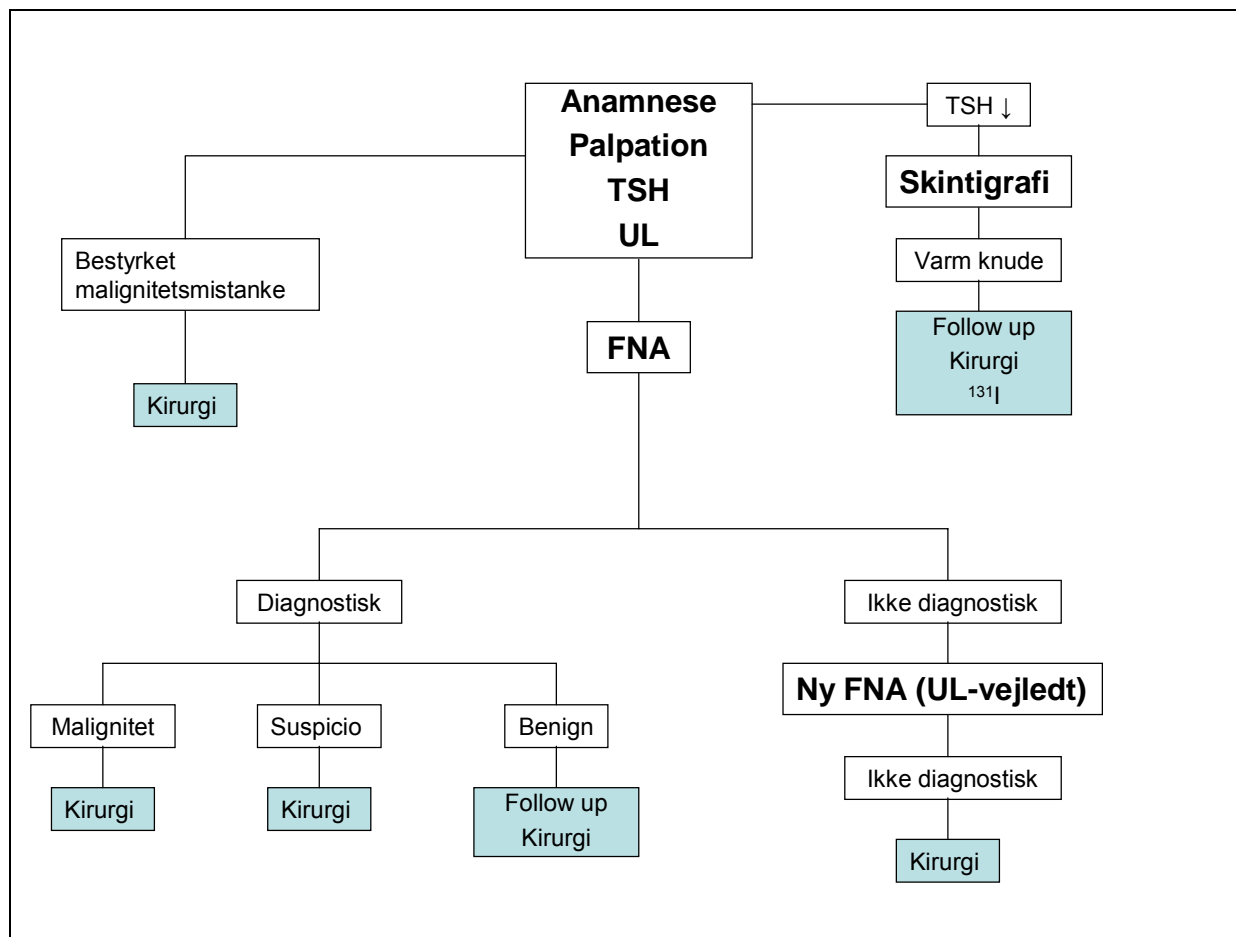 Anamnese
Palpation
TSH
UL
TSH ↓
Skintigrafi
Varm knude
Follow up
Kirurgi
¹³¹I
Bestyrket
malignitetsmistanke
Kirurgi
FNA
Diagnostisk
Malignitet
Kirurgi
Suspicio
Kirurgi
Benign
Follow up
Kirurgi
Ikke diagnostisk
Ny FNA (UL-vejledt)
Ikke diagnostisk
Kirurgi